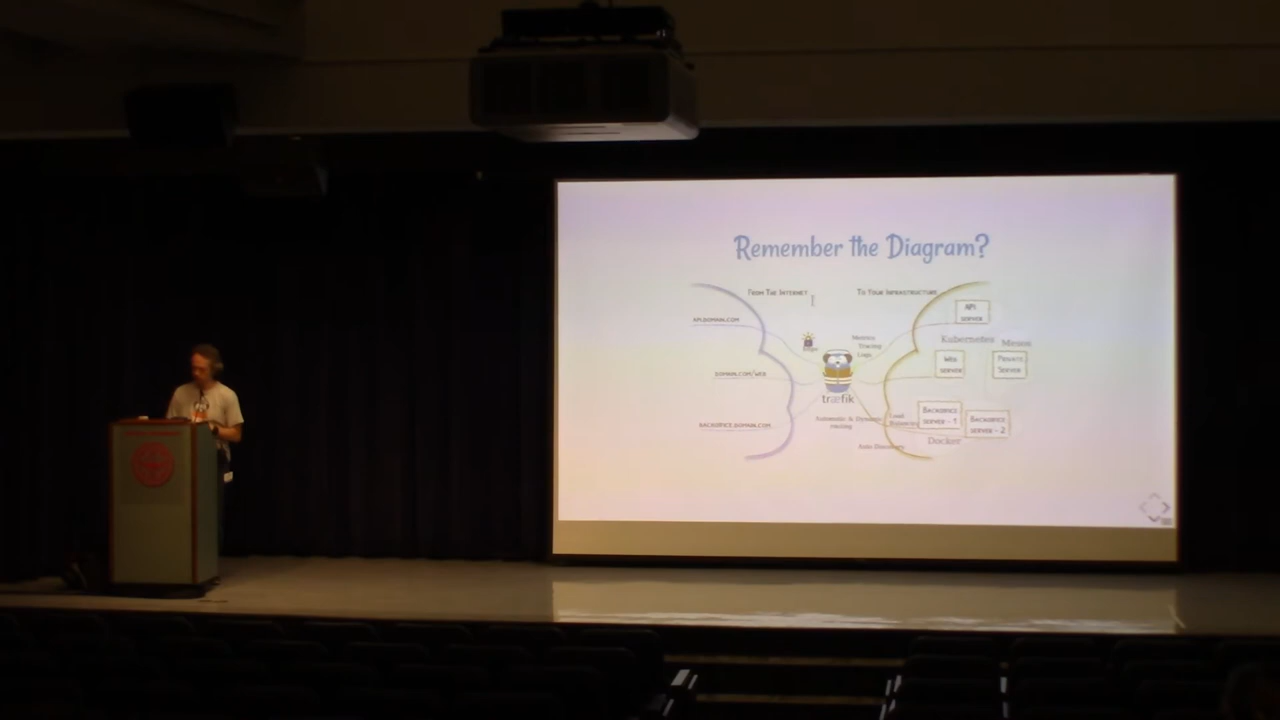 Remember the Diagram?
From The Internet
To Your Infrastructure
API.DOMAIN.COM
API
SERVER
Metrics
Tracing
Logs
Kubernetes
Mesos
DOMAIN.COM/WEB
WEB
SERVER
PRIVATE
SERVER
træfik
BACKOFFICE.DOMAIN.COM
Automatic & Dynamic
routing
Load
Balancing
BACKOFFICE
SERVER - 1
BACKOFFICE
SERVER - 2
Docker
Auto Discovery